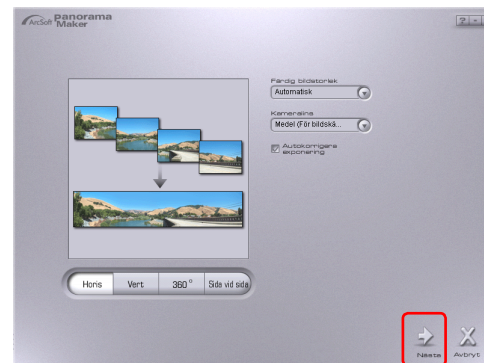 ArcSoft Panorama Maker
? -
Färdig bildstorlek
Automatisk
Kameralins
Medel (För bildskä...
Autokorrigera exponering
Horis Vert 360° Sida vid sida
Nästa Avbryt